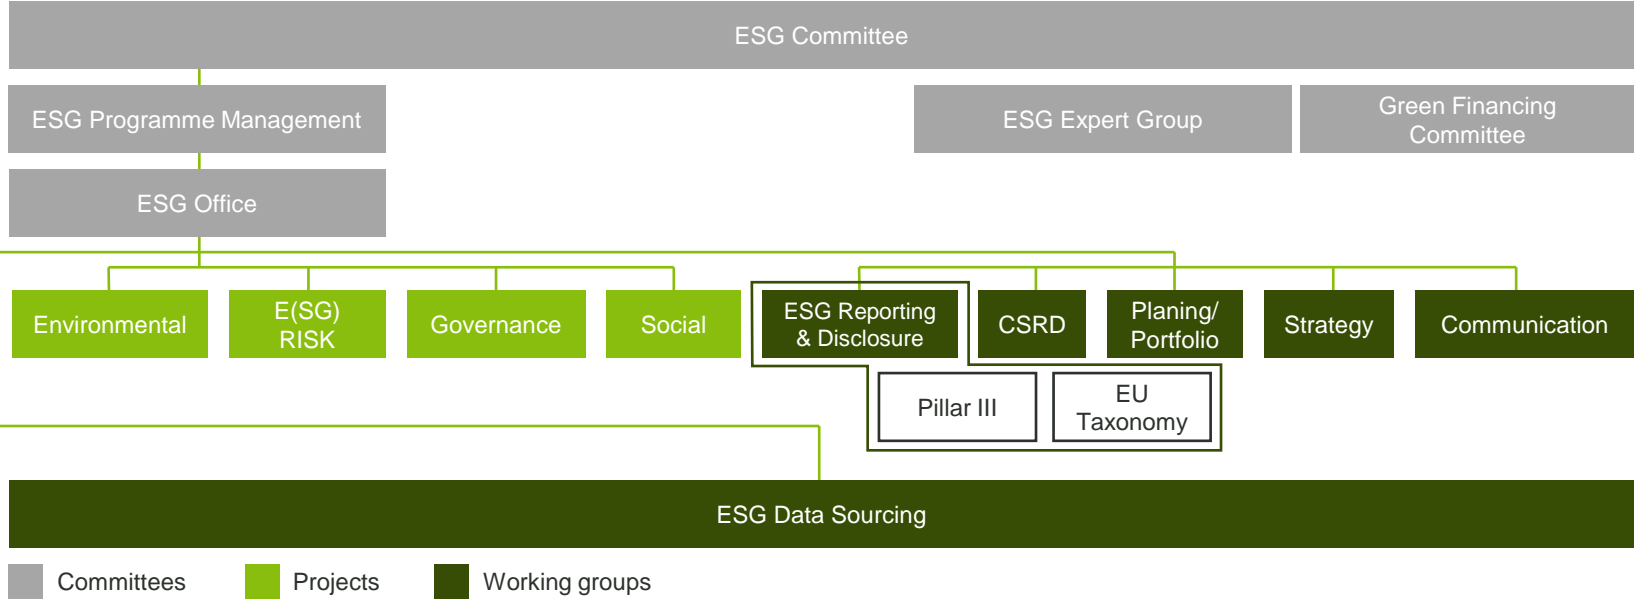 ESG Committee
ESG Programme Management
ESG Expert Group
Green Financing
Committee
ESG Office
Environmental
E(SG)
RISK
Governance
Social
ESG Reporting
& Disclosure
CSRD
Planing/
Portfolio
Strategy
Communication
Pillar III
EU
Taxonomy
ESG Data Sourcing
Committees
Projects
Working groups